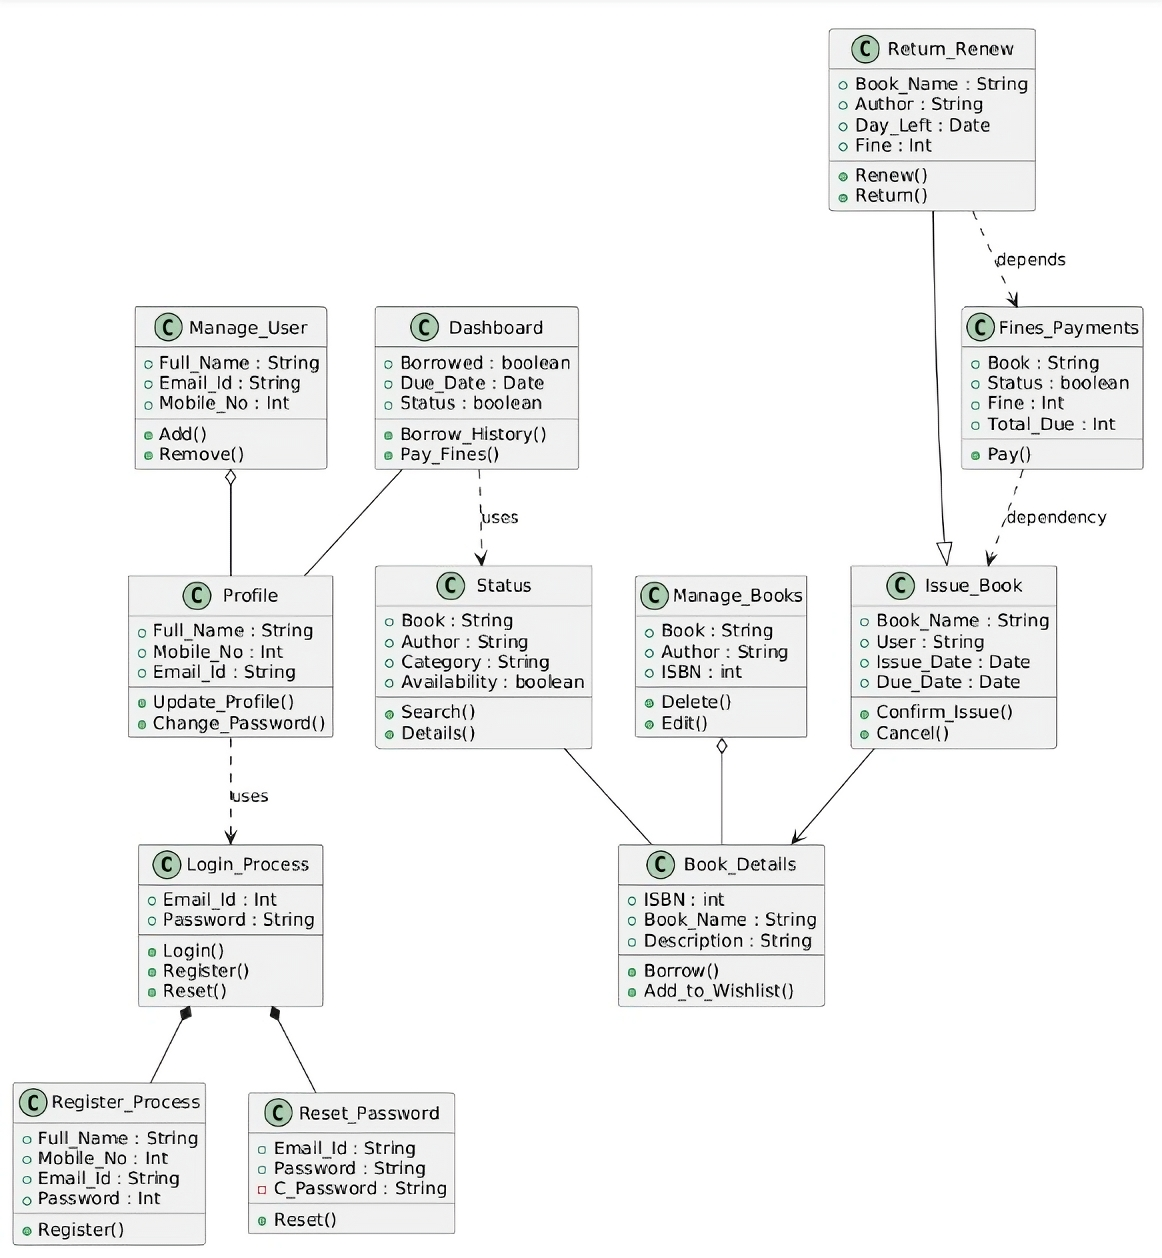 C Return_Renew
Book_Name : String
Author : String
Day_Left : Date
Fine : Int
Renew()
Return()
depends
C Manage_User
Full_Name : String
Email_Id : String
Mobile_No : Int
Add()
Remove()
C Dashboard
Borrowed : boolean
Due_Date : Date
Status : boolean
Borrow_History()
Pay_Fines()
C Fines_Payments
Book : String
Status : boolean
Fine : Int
Total_Due : Int
Pay()
uses
dependency
C Profile
Full_Name : String
Mobile_No : Int
Email_Id : String
Update_Profile()
Change_Password()
C Status
Book : String
Author : String
Category : String
Availability : boolean
Search()
Details()
C Manage_Books
Book : String
Author : String
ISBN : int
Delete()
Edit()
C Issue_Book
Book_Name : String
User : String
Issue_Date : Date
Due_Date : Date
Confirm_Issue()
Cancel()
uses
C Login_Process
Email_Id : Int
Password : String
Login()
Register()
Reset()
C Book_Details
ISBN : int
Book_Name : String
Description : String
Borrow()
Add_to_Wishlist()
C Register_Process
Full_Name : String
Mobile_No : Int
Email_Id : String
Password : Int
Register()
C Reset_Password
Email_Id : String
Password : String
C_Password : String
Reset()